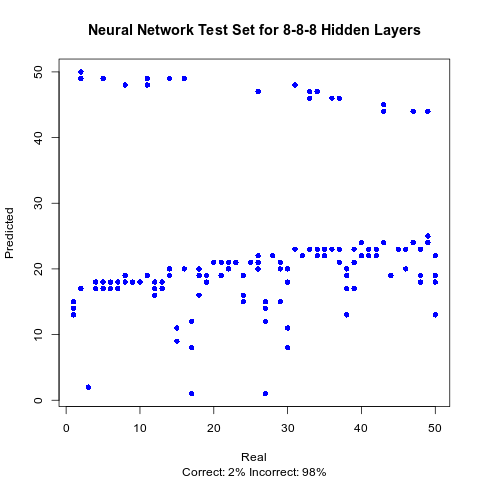 Neural Network Test Set for 8-8-8 Hidden Layers
Predicted
50
40
30
20
10
0
0 10 20 30 40 50
Real
Correct: 2% Incorrect: 98%